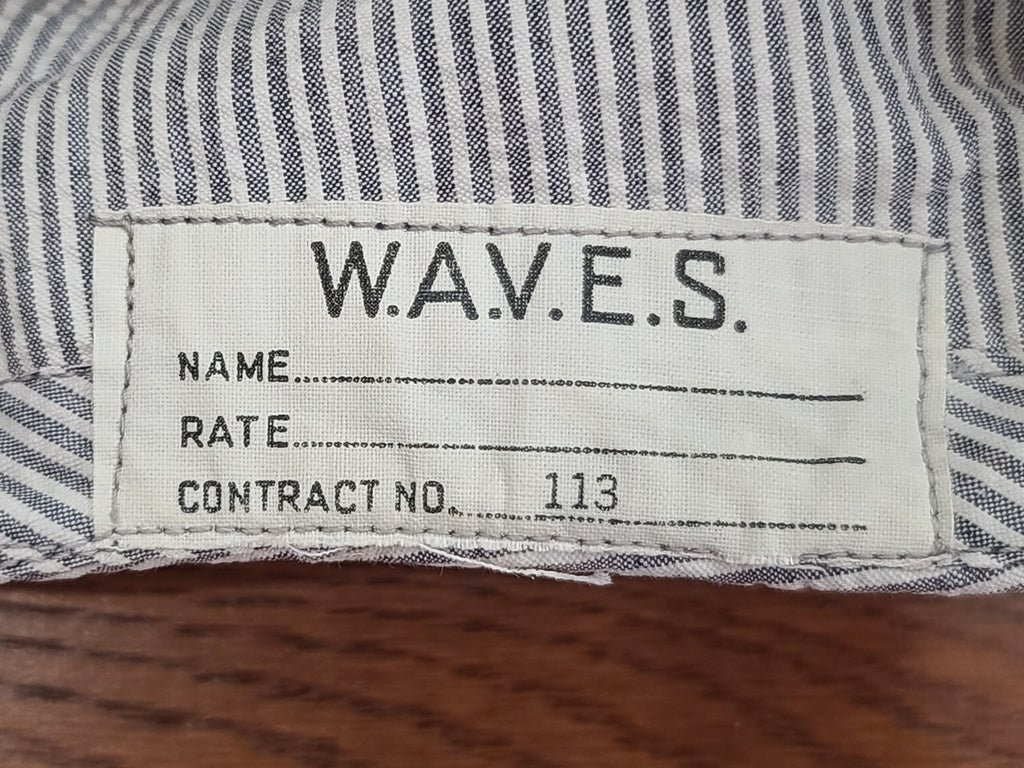 W.A.V.E.S.
NAME
RATE
CONTRACT NO. 113